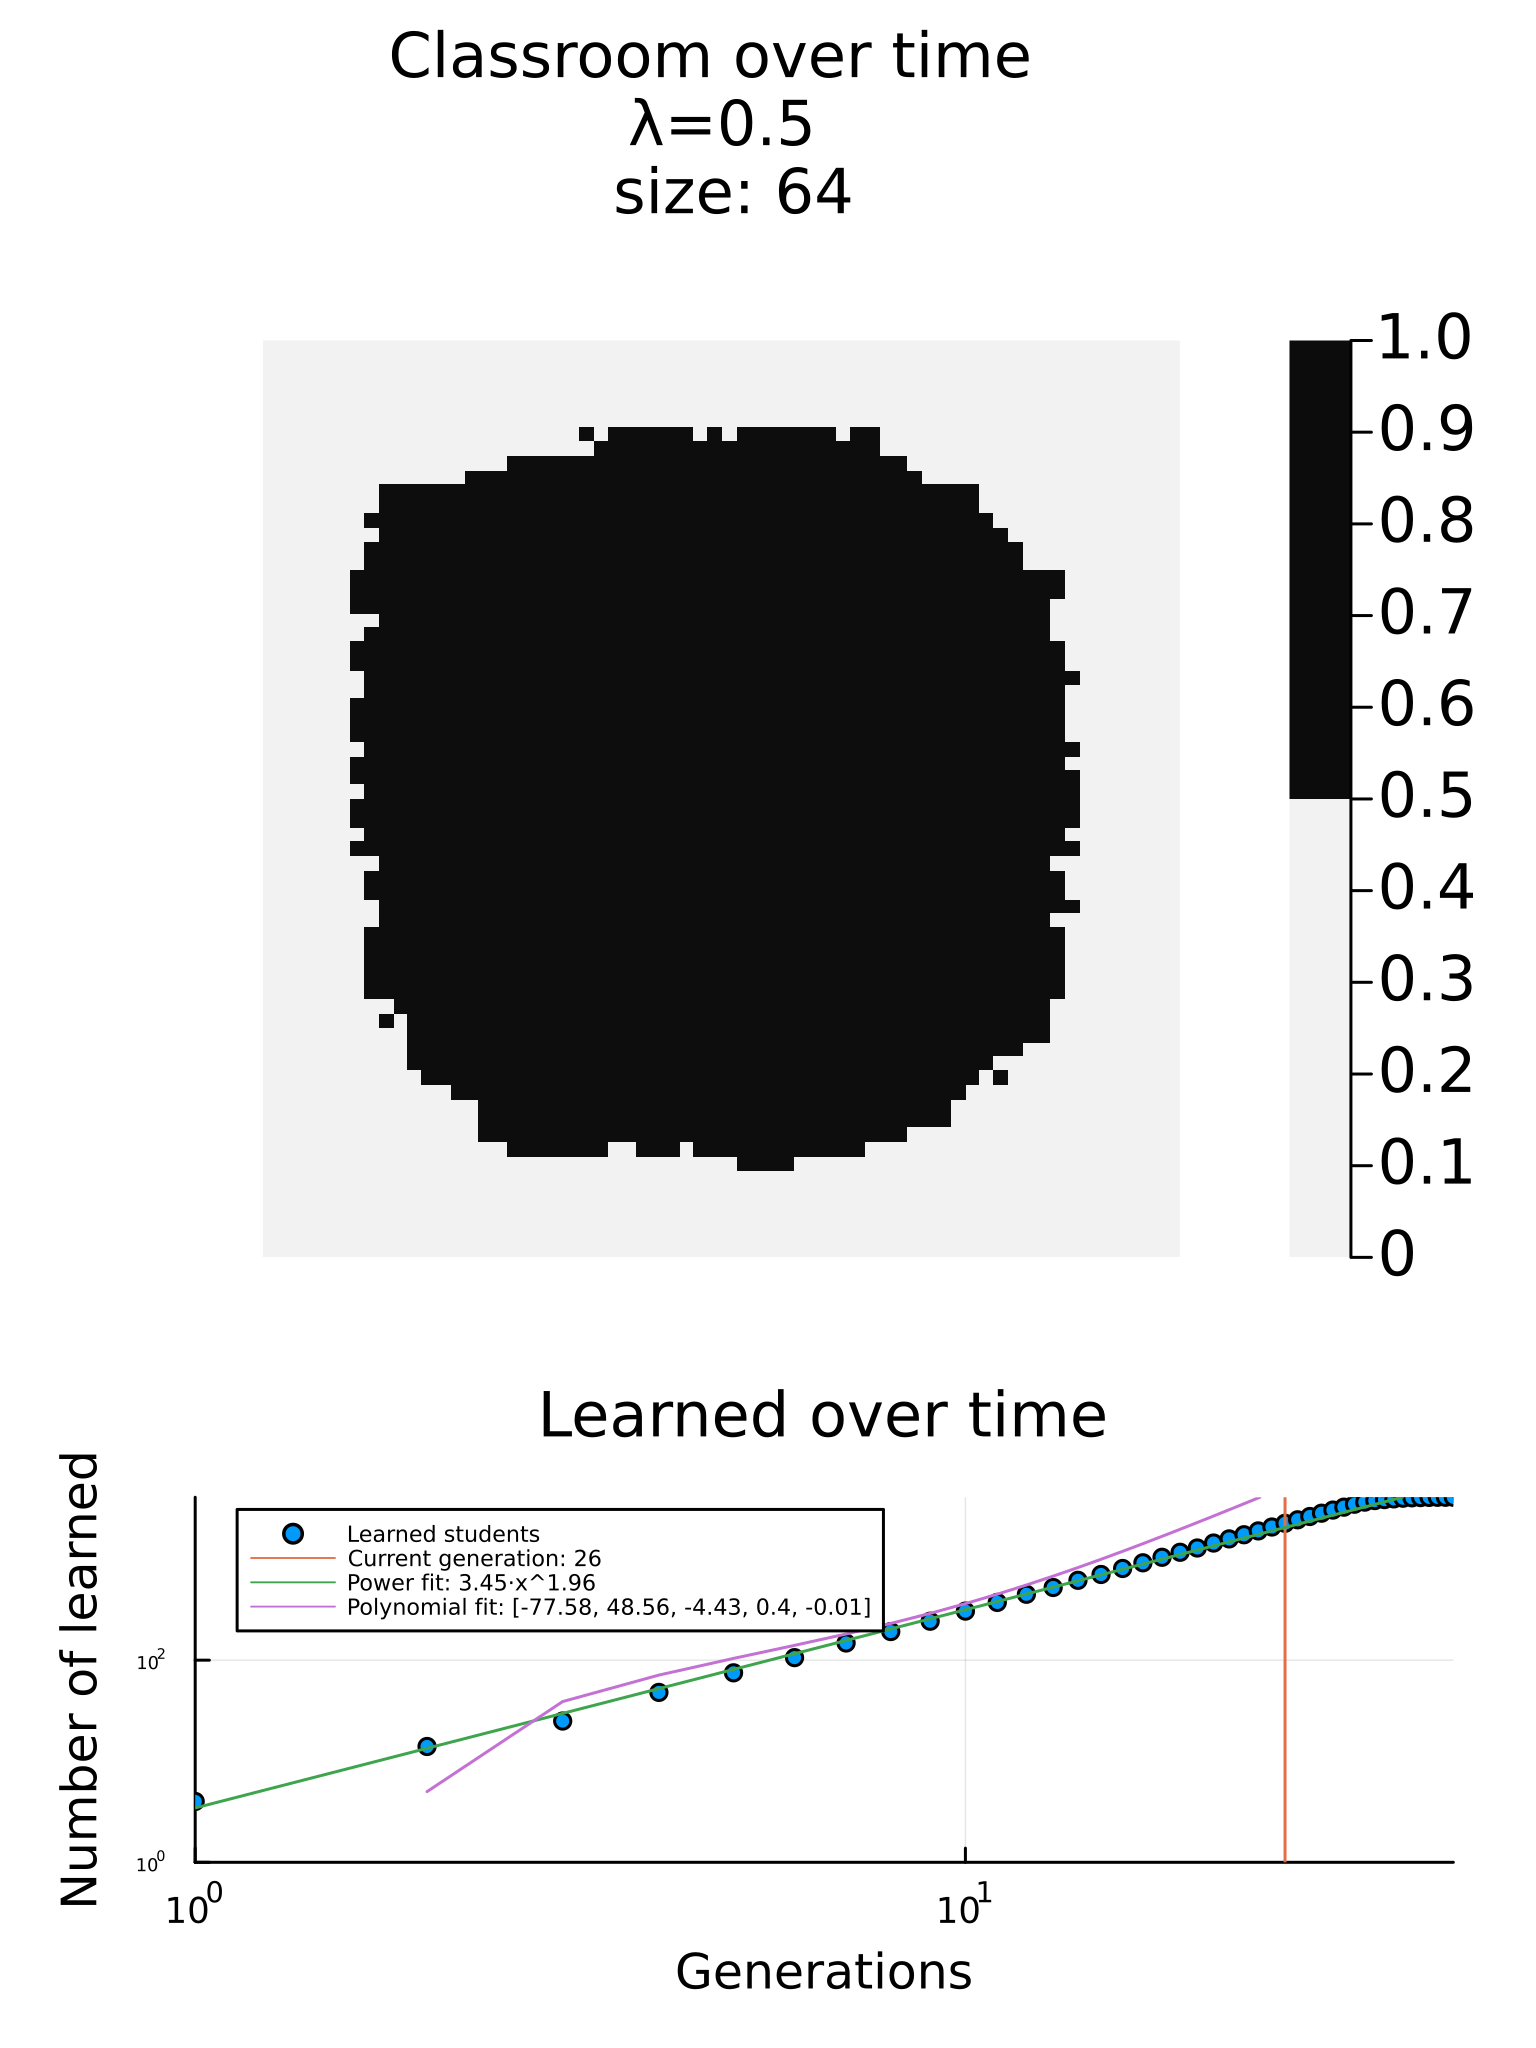 Classroom over time
λ=0.5
size: 64
1.0
0.9
0.8
0.7
0.6
0.5
0.4
0.3
0.2
0.1
0
Learned over time
Number of learned
Learned students
Current generation: 26
Power fit: 3.45·x^1.96
Polynomial fit: [-77.58, 48.56, -4.43, 0.4, -0.01]
10²
10⁰
10⁰
10¹
Generations